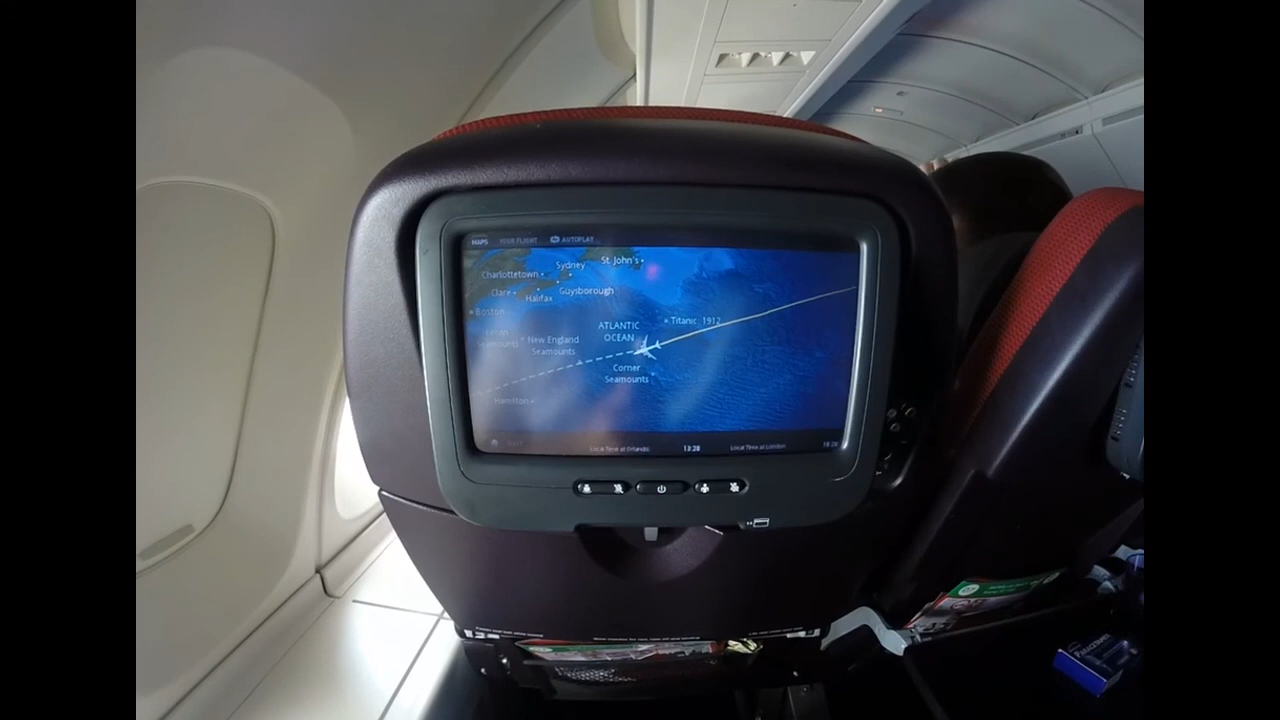 MAPS YOUR FLIGHT AUTOPLAY
St. John's
Sydney
Charlottetown
Clare
Guysborough
Halifax
Boston
Titanic 1912
ATLANTIC
OCEAN
New England
Seamounts
Corner
Seamounts
Hamilton
Local Time at Orlando 13:28 Local Time at London